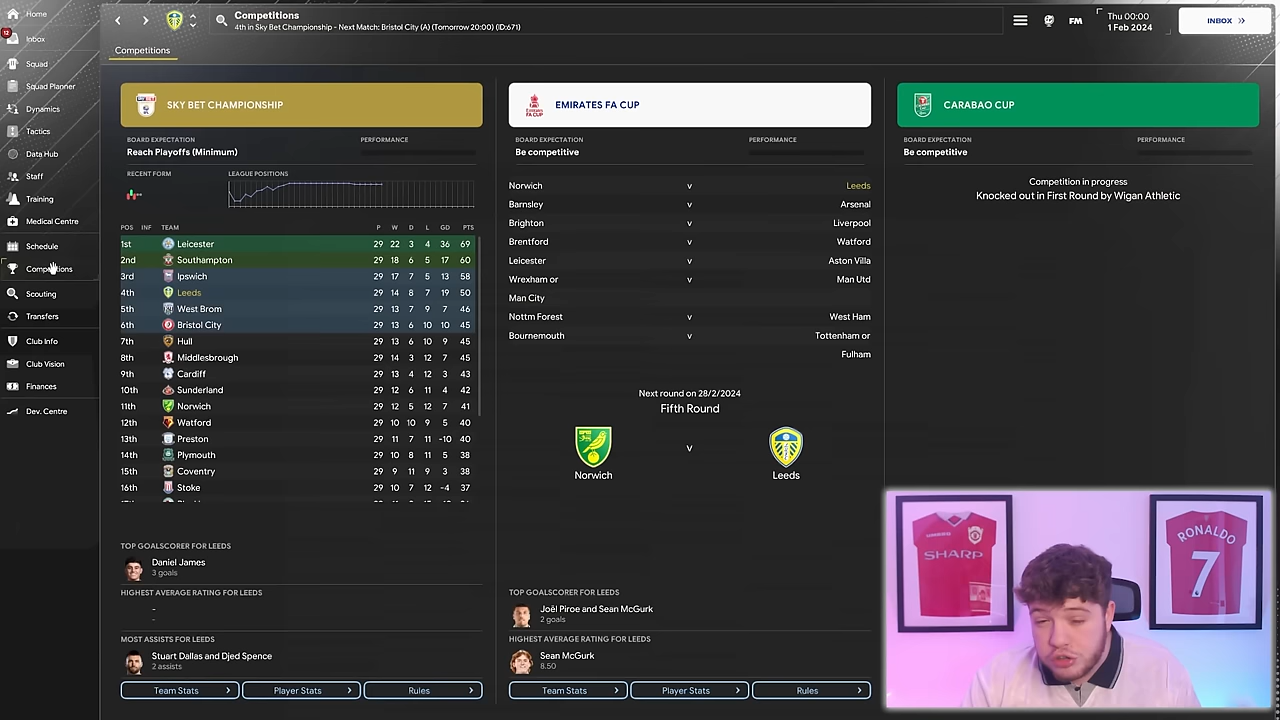 Home
12
Inbox
Squad
Squad Planner
Dynamics
Tactics
Data Hub
Staff
Training
Medical Centre
Schedule
Competitions
Scouting
Transfers
Club Info
Club Vision
Finances
Dev. Centre
Competitions
4th in Sky Bet Championship - Next Match: Bristol City (A) (Tomorrow 20:00) (ID:671)
FM
Thu 00:00
1 Feb 2024
INBOX
Competitions
SKY BET CHAMPIONSHIP
BOARD EXPECTATION PERFORMANCE
Reach Playoffs (Minimum)
RECENT FORM LEAGUE POSITIONS
POS INF TEAM P W D L GD PTS
1st Leicester 29 22 3 4 36 69
2nd Southampton 29 18 6 5 17 60
3rd Ipswich 29 17 7 5 13 58
4th Leeds 29 14 8 7 19 50
5th West Brom 29 13 7 9 7 46
6th Bristol City 29 13 6 10 10 45
7th Hull 29 13 6 10 9 45
8th Middlesbrough 29 14 3 12 7 45
9th Cardiff 29 13 4 12 3 43
10th Sunderland 29 12 6 11 4 42
11th Norwich 29 12 5 12 7 41
12th Watford 29 10 10 9 5 40
13th Preston 29 11 7 11 -10 40
14th Plymouth 29 10 8 11 5 38
15th Coventry 29 9 11 9 3 38
16th Stoke 29 10 7 12 -4 37
TOP GOALSCORER FOR LEEDS
Daniel James
3 goals
HIGHEST AVERAGE RATING FOR LEEDS
-
-
MOST ASSISTS FOR LEEDS
Stuart Dallas and Djed Spence
2 assists
Team Stats
Player Stats
Rules
EMIRATES FA CUP
BOARD EXPECTATION PERFORMANCE
Be competitive
Norwich v Leeds
Barnsley v Arsenal
Brighton v Liverpool
Brentford v Watford
Leicester v Aston Villa
Wrexham or v Man Utd
Man City
Nottm Forest v West Ham
Bournemouth v Tottenham or
Fulham
Next round on 28/2/2024
Fifth Round
v
Norwich Leeds
TOP GOALSCORER FOR LEEDS
Joël Piroe and Sean McGurk
2 goals
HIGHEST AVERAGE RATING FOR LEEDS
Sean McGurk
8.50
Team Stats
Player Stats
Rules
CARABAO CUP
BOARD EXPECTATION PERFORMANCE
Be competitive
Competition in progress
Knocked out in First Round by Wigan Athletic
SHARP
RONALDO
7